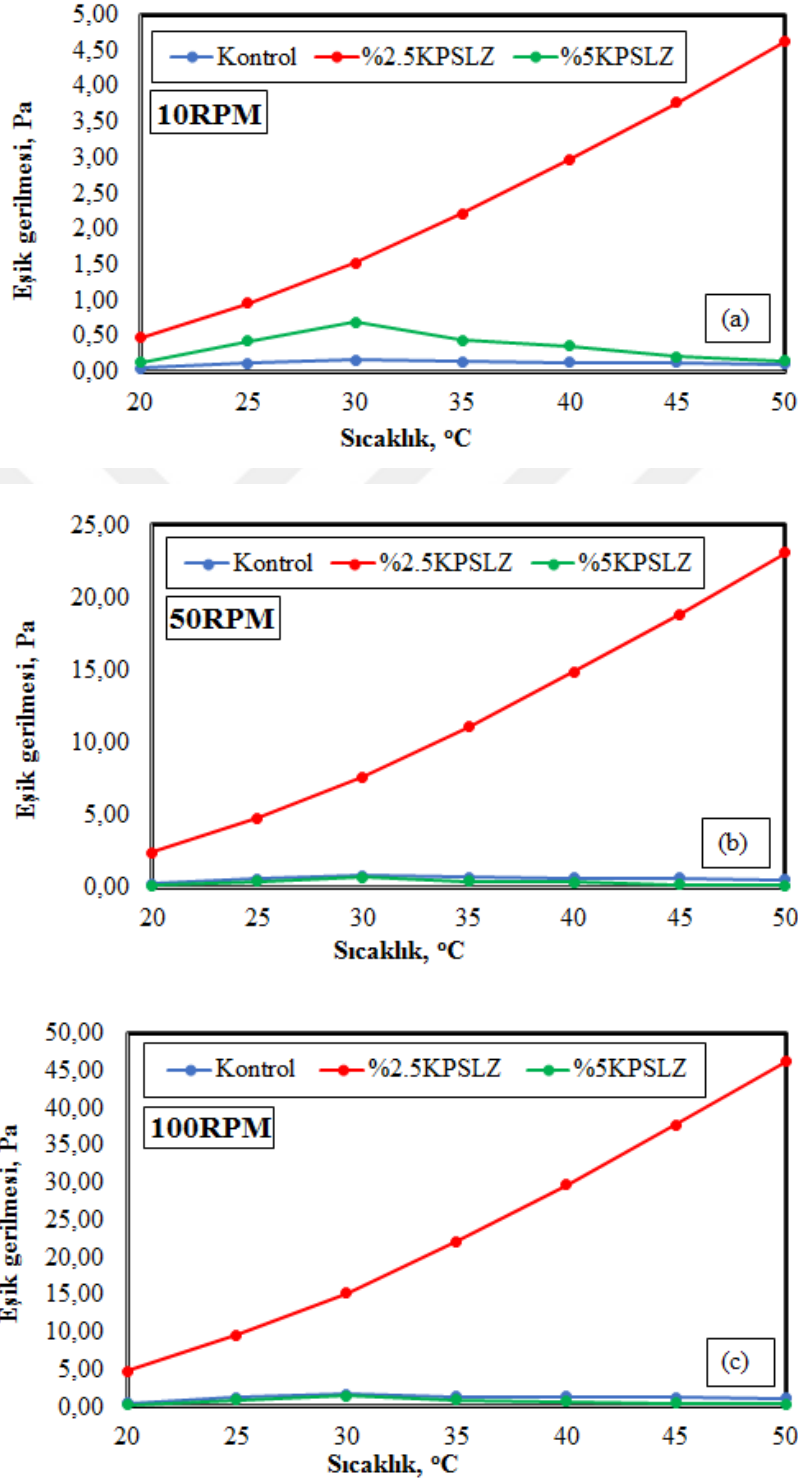 5,00
4,50
4,00
3,50
3,00
2,50
2,00
1,50
1,00
0,50
0,00
Eşik gerilmesi, Pa
Kontrol %2.5KPSLZ %5KPSLZ
10RPM
(a)
20 25 30 35 40 45 50
Sıcaklık, °C
25,00
20,00
15,00
10,00
5,00
0,00
Eşik gerilmesi, Pa
Kontrol %2.5KPSLZ %5KPSLZ
50RPM
(b)
20 25 30 35 40 45 50
Sıcaklık, °C
50,00
45,00
40,00
35,00
30,00
25,00
20,00
15,00
10,00
5,00
0,00
Eşik gerilmesi, Pa
Kontrol %2.5KPSLZ %5KPSLZ
100RPM
(c)
20 25 30 35 40 45 50
Sıcaklık, °C